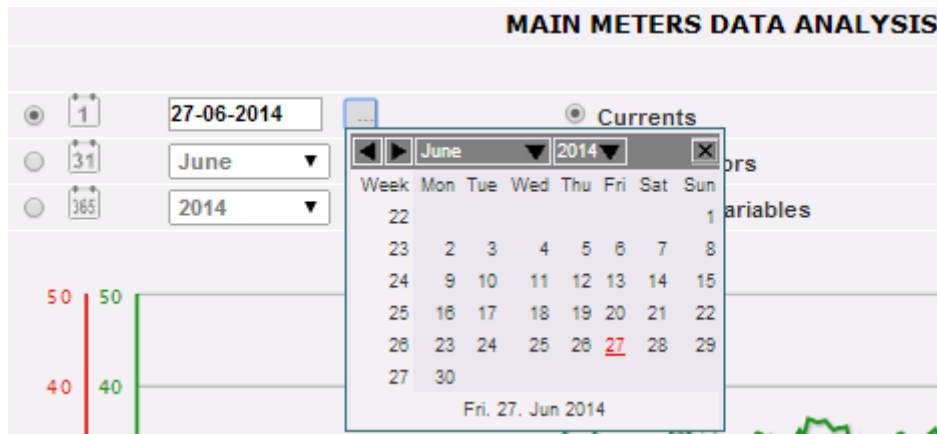 MAIN METERS DATA ANALYSIS
1 27-06-2014 ... Currents
31 June ors
365 2014 ariables
June 2014
Week Mon Tue Wed Thu Fri Sat Sun
22 1
23 2 3 4 5 6 7 8
24 9 10 11 12 13 14 15
25 16 17 18 19 20 21 22
26 23 24 25 26 27 28 29
27 30
Fri. 27. Jun 2014
50 50
40 40